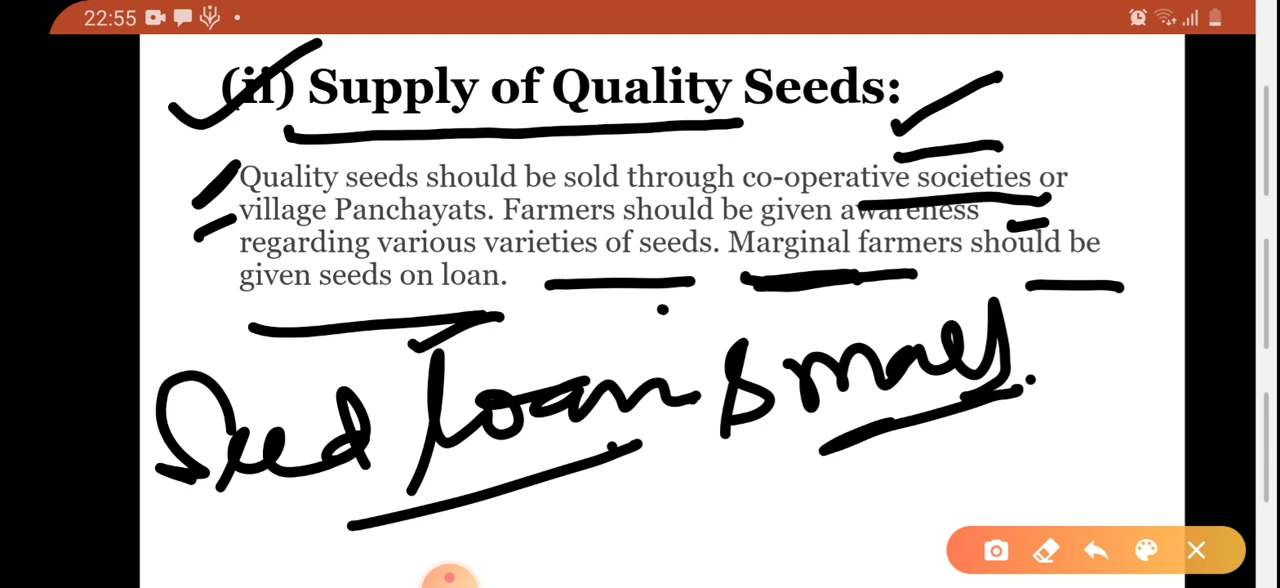 22:55
(ii) Supply of Quality Seeds:
Quality seeds should be sold through co-operative societies or
village Panchayats. Farmers should be given awareness
regarding various varieties of seeds. Marginal farmers should be
given seeds on loan.
Seed loan small